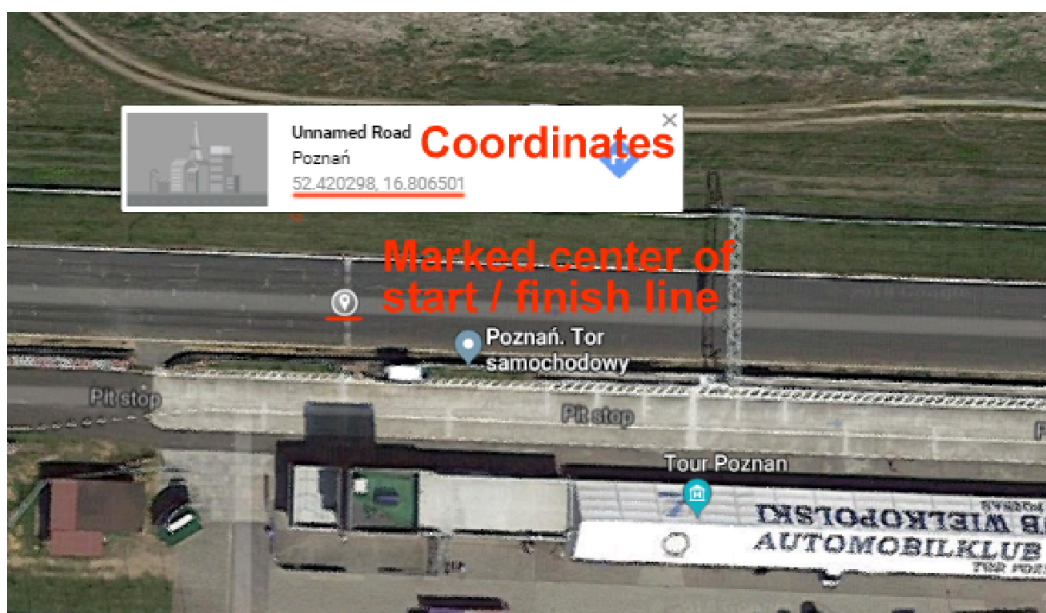 Unnamed Road
Coordinates
Poznań
52.420298, 16.806501
Marked center of
start / finish line
Poznań. Tor
samochodowy
Pit stop
Pit stop
Tour Poznan
WIELKOPOLSKI
AUTOMOBILKLUB